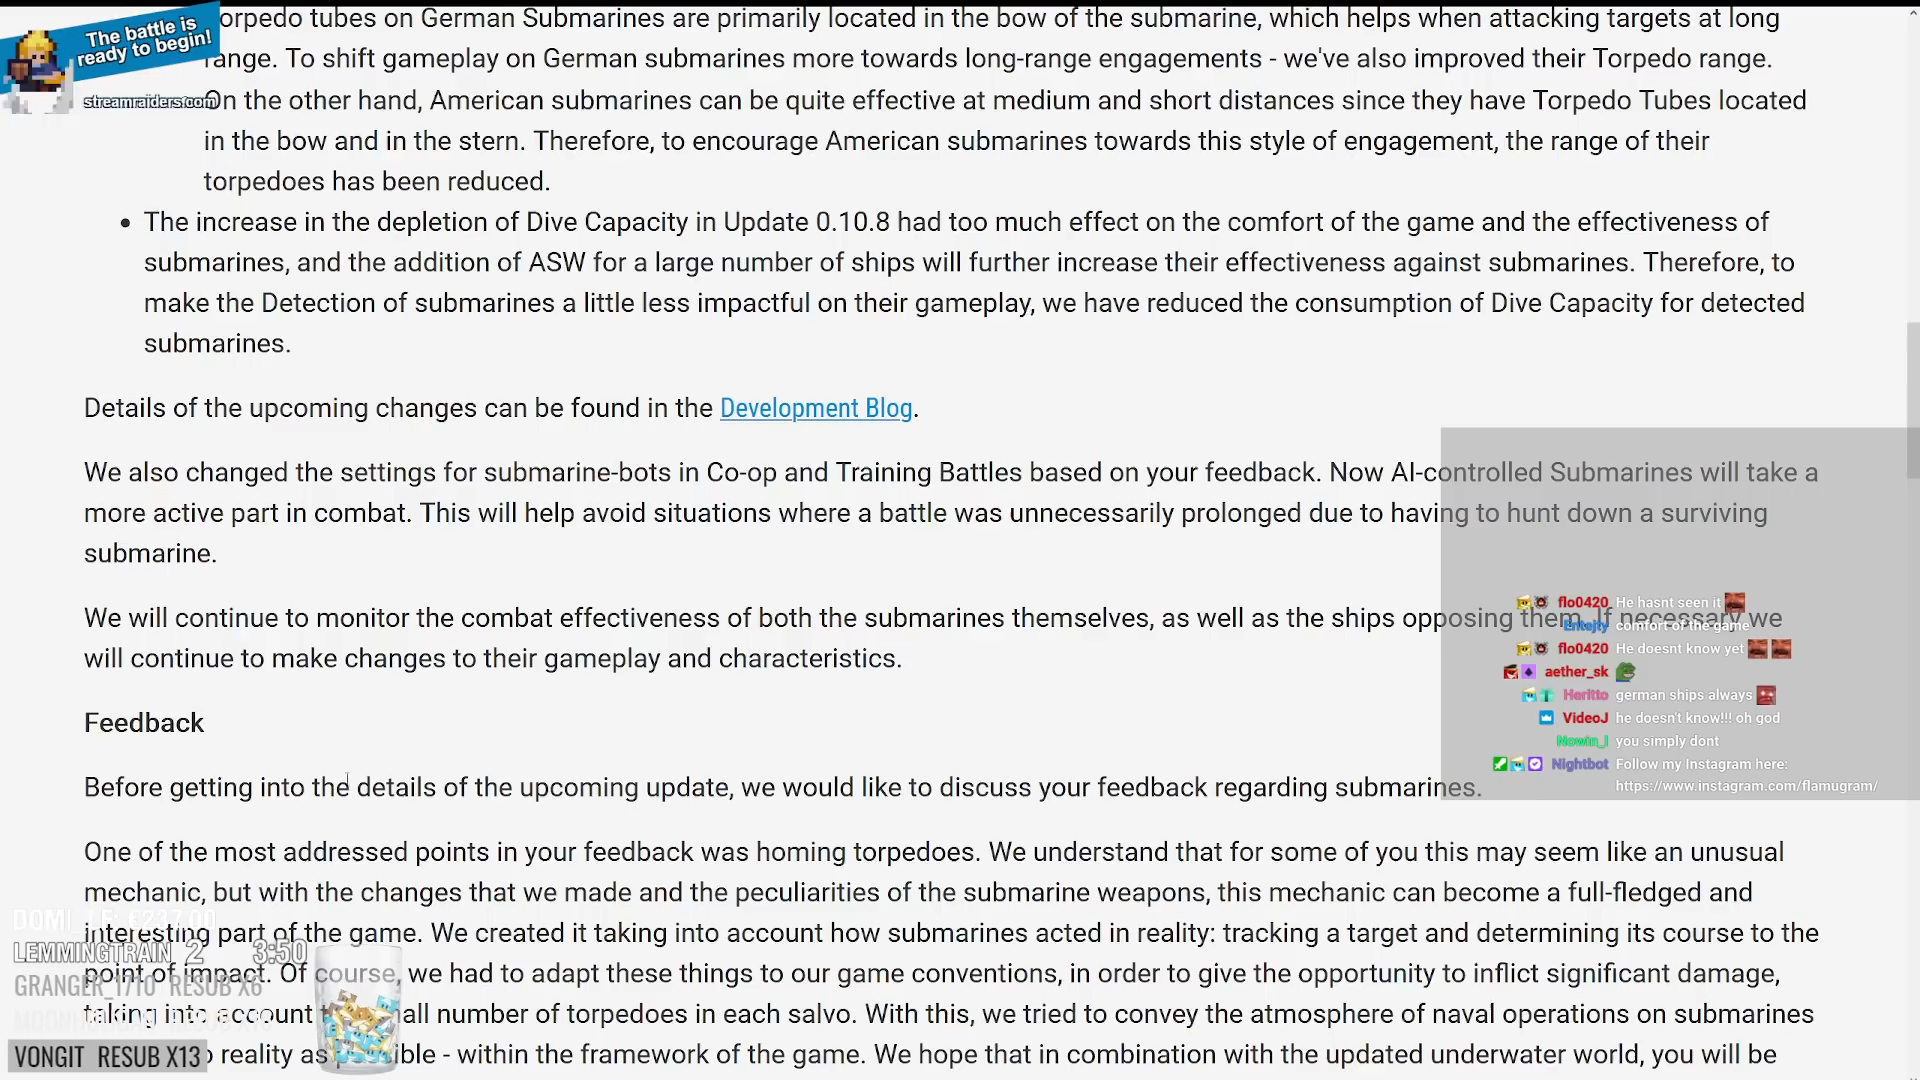 The battle is
ready to begin!
streamraiders.com
orpedo tubes on German Submarines are primarily located in the bow of the submarine, which helps when attacking targets at long
range. To shift gameplay on German submarines more towards long-range engagements - we've also improved their Torpedo range.
On the other hand, American submarines can be quite effective at medium and short distances since they have Torpedo Tubes located
in the bow and in the stern. Therefore, to encourage American submarines towards this style of engagement, the range of their
torpedoes has been reduced.
• The increase in the depletion of Dive Capacity in Update 0.10.8 had too much effect on the comfort of the game and the effectiveness of
submarines, and the addition of ASW for a large number of ships will further increase their effectiveness against submarines. Therefore, to
make the Detection of submarines a little less impactful on their gameplay, we have reduced the consumption of Dive Capacity for detected
submarines.
Details of the upcoming changes can be found in the Development Blog.
We also changed the settings for submarine-bots in Co-op and Training Battles based on your feedback. Now AI-controlled Submarines will take a
more active part in combat. This will help avoid situations where a battle was unnecessarily prolonged due to having to hunt down a surviving
submarine.
We will continue to monitor the combat effectiveness of both the submarines themselves, as well as the ships opposing them. If necessary we
will continue to make changes to their gameplay and characteristics.
flo0420 He hasnt seen it
Entejty comfort of the game
flo0420 He doesnt know yet
aether_sk
Heritto german ships always
VideoJ he doesn't know!!! oh god
Nowin_I you simply dont
Nightbot Follow my Instagram here:
https://www.instagram.com/flamugram/
Feedback
Before getting into the details of the upcoming update, we would like to discuss your feedback regarding submarines.
One of the most addressed points in your feedback was homing torpedoes. We understand that for some of you this may seem like an unusual
mechanic, but with the changes that we made and the peculiarities of the submarine weapons, this mechanic can become a full-fledged and
interesting part of the game. We created it taking into account how submarines acted in reality: tracking a target and determining its course to the
point of impact. Of course, we had to adapt these things to our game conventions, in order to give the opportunity to inflict significant damage,
taking into account all number of torpedoes in each salvo. With this, we tried to convey the atmosphere of naval operations on submarines
reality as ble - within the framework of the game. We hope that in combination with the updated underwater world, you will be
€237.00
LEMMINGTRAIN 2 3:50
GRANGER_1710 RESUB X6
VONGIT RESUB X13